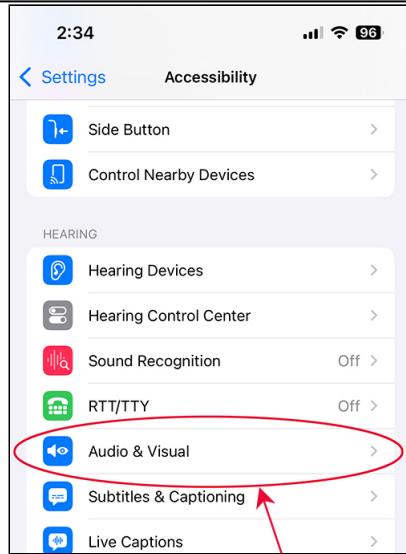 2:34 96
Settings Accessibility
Side Button
Control Nearby Devices
HEARING
Hearing Devices
Hearing Control Center
Sound Recognition Off
RTT/TTY Off
Audio & Visual
Subtitles & Captioning
Live Captions